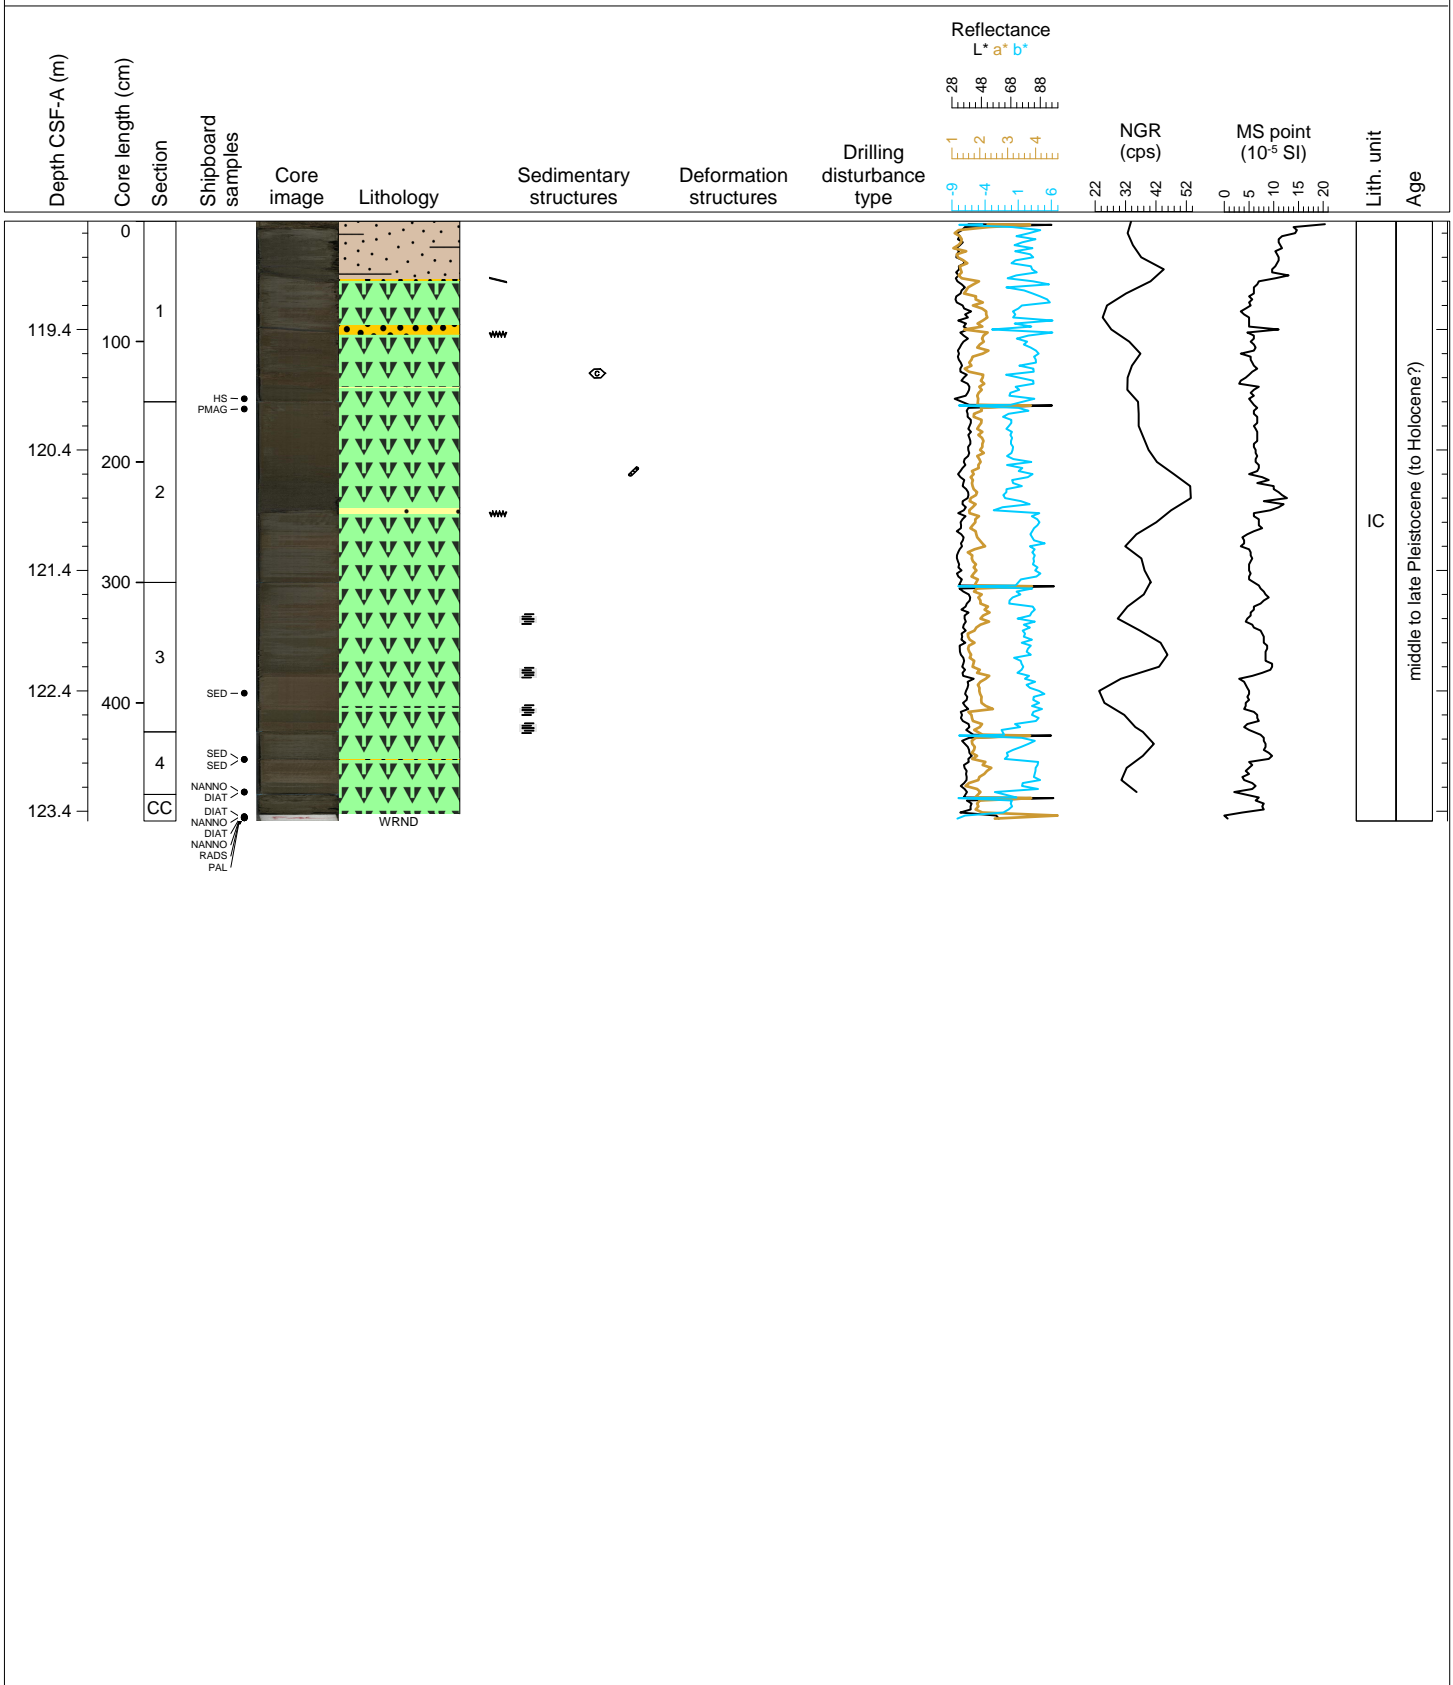 Depth CSF-A (m)
Core length (cm)
Section
Shipboard
samples
Core
image
Lithology
Sedimentary
structures
Deformation
structures
Drilling
disturbance
type
Reflectance
L* a* b*
28 48 68 88
1 2 3 4
-9 -4 1 6
NGR
(cps)
22 32 42 52
MS point
(10-5 SI)
0 5 10 15 20
Lith. unit
Age
0
1
119.4
100
C
HS
PMAG
120.4
200
2
IC
middle to late Pleistocene (to Holocene?)
121.4
300
3
122.4
SED
400
SED
4
SED
NANNO
DIAT
CC
123.4
DIAT
NANNO
WRND
DIAT
NANNO
RADS
PAL